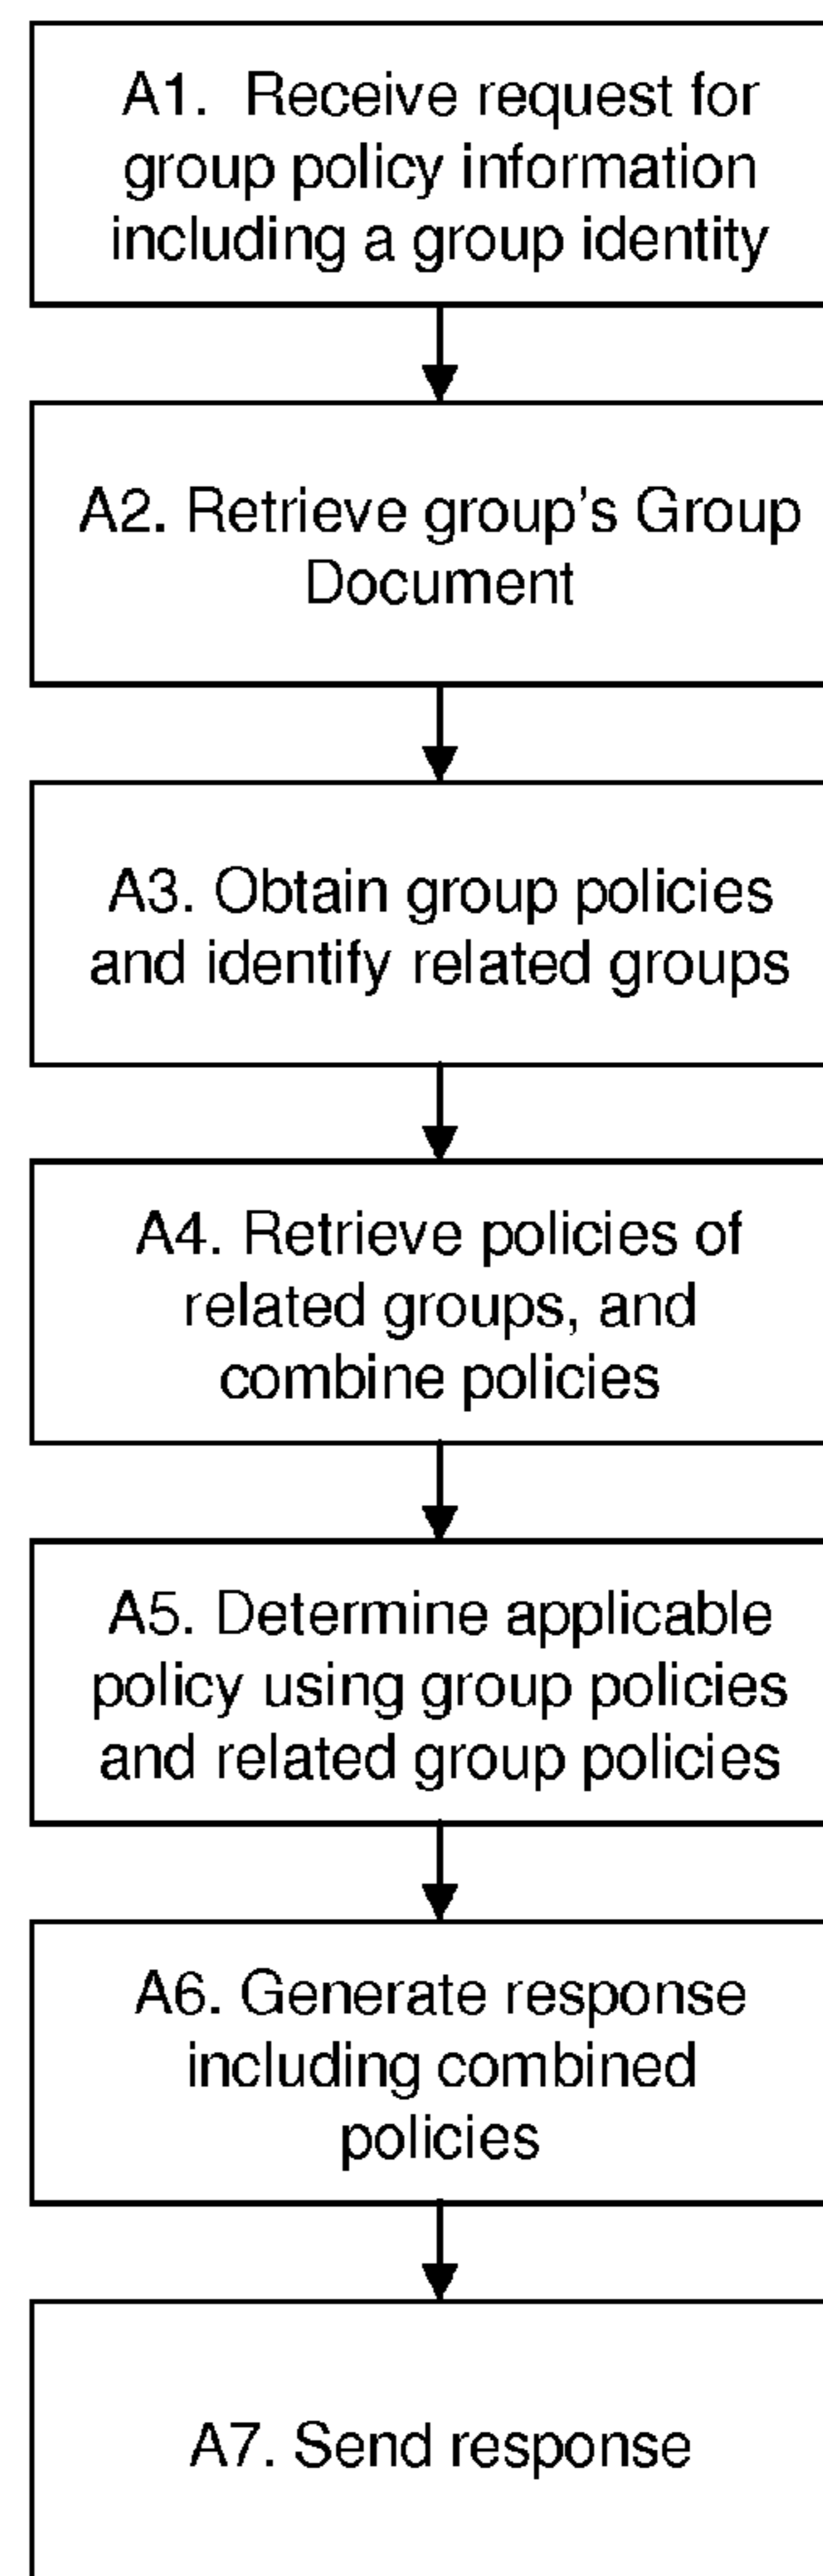 A1. Receive request for
group policy information
including a group identity
A2. Retrieve group's Group
Document
A3. Obtain group policies
and identify related groups
A4. Retrieve policies of
related groups, and
combine policies
A5. Determine applicable
policy using group policies
and related group policies
A6. Generate response
including combined
policies
A7. Send response